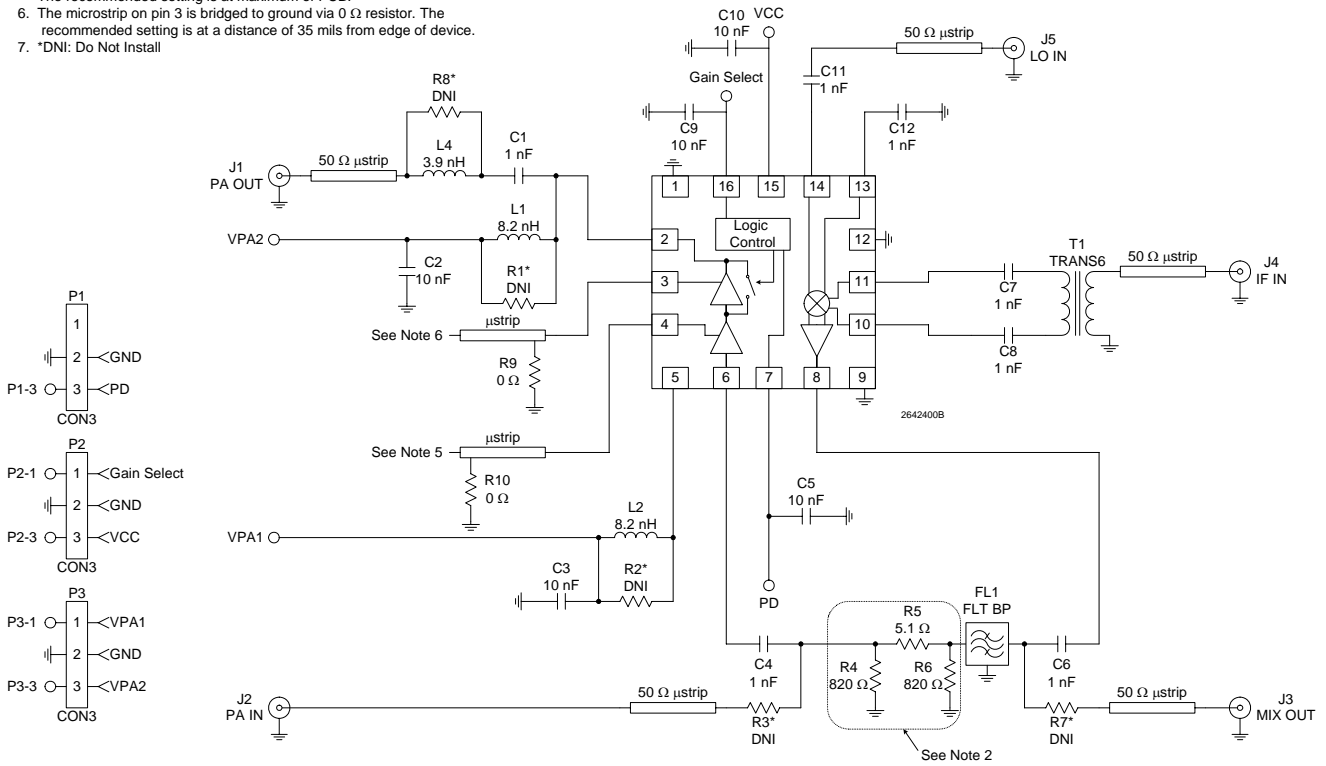 6. The microstrip on pin 3 is bridged to ground via 0 Ω resistor. The
recommended setting is at a distance of 35 mils from edge of device.
7. *DNI: Do Not Install
C10
10 nF
VCC
Gain Select
C9
10 nF
C11
1 nF
50 Ω µstrip
J5
LO IN
C12
1 nF
R8*
DNI
L4
3.9 nH
C1
1 nF
J1
PA OUT
50 Ω µstrip
L1
8.2 nH
VPA2
C2
10 nF
R1*
DNI
1
16
15
14
13
2
3
4
5
6
7
8
9
10
11
12
Logic
Control
T1
TRANS6
50 Ω µstrip
J4
IF IN
C7
1 nF
C8
1 nF
2642400B
See Note 6
µstrip
R9
0 Ω
See Note 5
µstrip
R10
0 Ω
P1
1
2
GND
P1-3
3
PD
CON3
P2
P2-1
1
Gain Select
2
GND
P2-3
3
VCC
CON3
P3
P3-1
1
VPA1
2
GND
P3-3
3
VPA2
CON3
VPA1
L2
8.2 nH
C3
10 nF
R2*
DNI
C5
10 nF
PD
C4
1 nF
R5
5.1 Ω
R4
820 Ω
R6
820 Ω
FL1
FLT BP
C6
1 nF
J2
PA IN
50 Ω µstrip
R3*
DNI
R7*
DNI
50 Ω µstrip
J3
MIX OUT
See Note 2